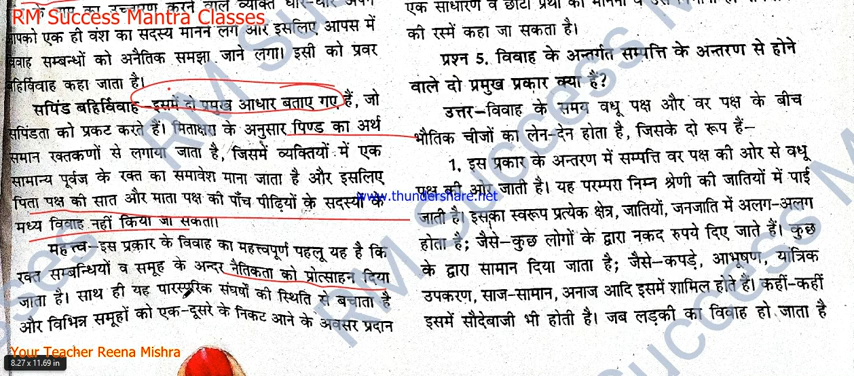 RM Success Mantra Classes
आपको एक ही वंश का सदस्य मानने लगे और इसलिए आपस में
विवाह सम्बन्धों को अनैतिक समझा जाने लगा। इसी को प्रवर
बहिर्विवाह कहा जाता है।
सपिंड बहिर्विवाह—इसमें दो प्रमुख आधार बताए गए हैं, जो
सपिंडता को प्रकट करते हैं। मिताक्षरा के अनुसार पिण्ड का अर्थ
समान रक्तकणों से लगाया जाता है, जिसमें व्यक्तियों में एक
सामान्य पूर्वज के रक्त का समावेश माना जाता है और इसलिए
पिता पक्ष की सात और माता पक्ष की पाँच पीढ़ियों के सदस्यों के
मध्य विवाह नहीं किया जा सकता।
महत्त्व—इस प्रकार के विवाह का महत्त्वपूर्ण पहलू यह है कि
रक्त सम्बन्धियों व समूह के अन्दर नैतिकता को प्रोत्साहन दिया
जाता है। साथ ही यह पारस्परिक संघर्षों की स्थिति से बचाता है
और विभिन्न समूहों को एक-दूसरे के निकट आने के अवसर प्रदान
Your Teacher Reena Mishra
8.27 x 11.69 in
एक साधारण व छोटी प्रथा
की रस्में कहा जा सकता है।
प्रश्न 5. विवाह के अन्तर्गत सम्पत्ति के अन्तरण से होने
वाले दो प्रमुख प्रकार क्या हैं?
उत्तर—विवाह के समय वधू पक्ष और वर पक्ष के बीच
भौतिक चीजों का लेन-देन होता है, जिसके दो रूप हैं—
1. इस प्रकार के अन्तरण में सम्पत्ति वर पक्ष की ओर से वधू
पक्ष की ओर जाती है। यह परम्परा निम्न श्रेणी की जातियों में पाई
www.thundershare.net
जाती है। इसका स्वरूप प्रत्येक क्षेत्र, जातियों, जनजाति में अलग-अलग
होता है; जैसे—कुछ लोगों के द्वारा नकद रुपये दिए जाते हैं। कुछ
के द्वारा सामान दिया जाता है; जैसे—कपड़े, आभूषण, यांत्रिक
उपकरण, साज-सामान, अनाज आदि इसमें शामिल होते हैं। कहीं-कहीं
इसमें सौदेबाजी भी होती है। जब लड़की का विवाह हो जाता है